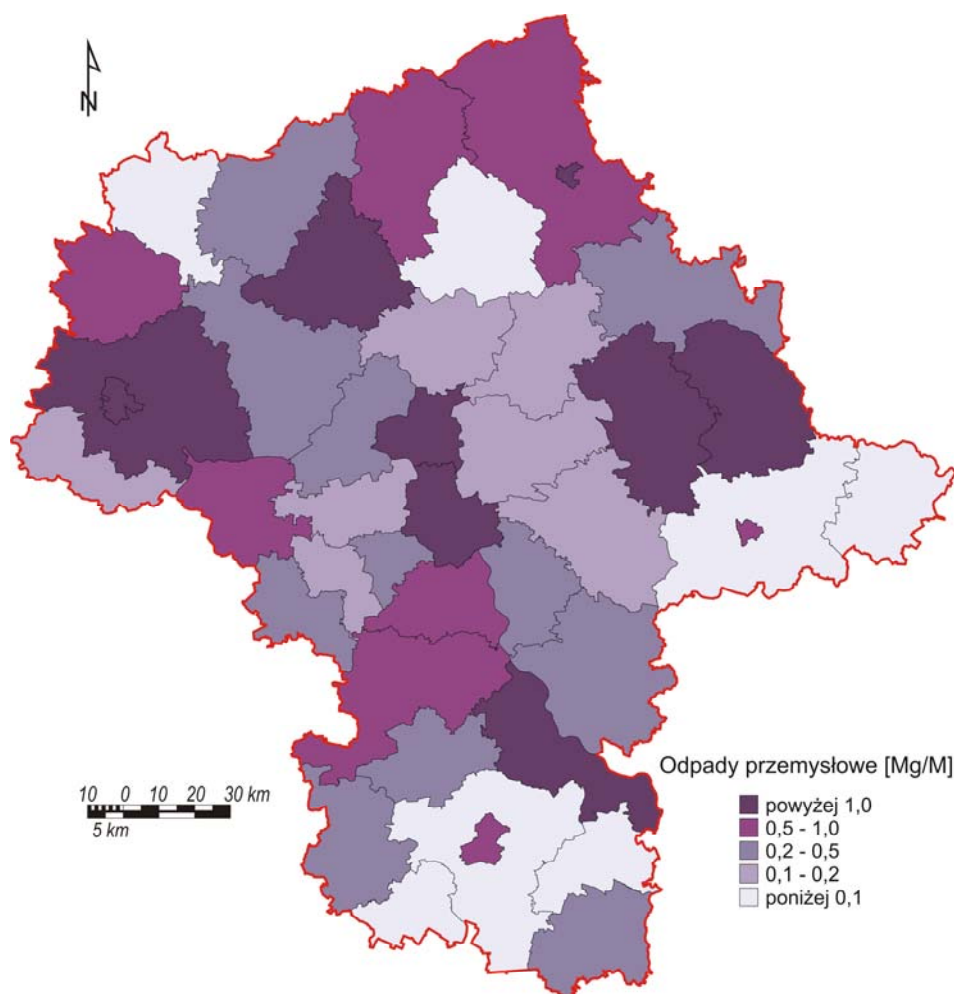 N
Odpady przemysłowe [Mg/M]
powyżej 1,0
0,5 - 1,0
0,2 - 0,5
0,1 - 0,2
poniżej 0,1
10 0 10 20 30 km
5 km